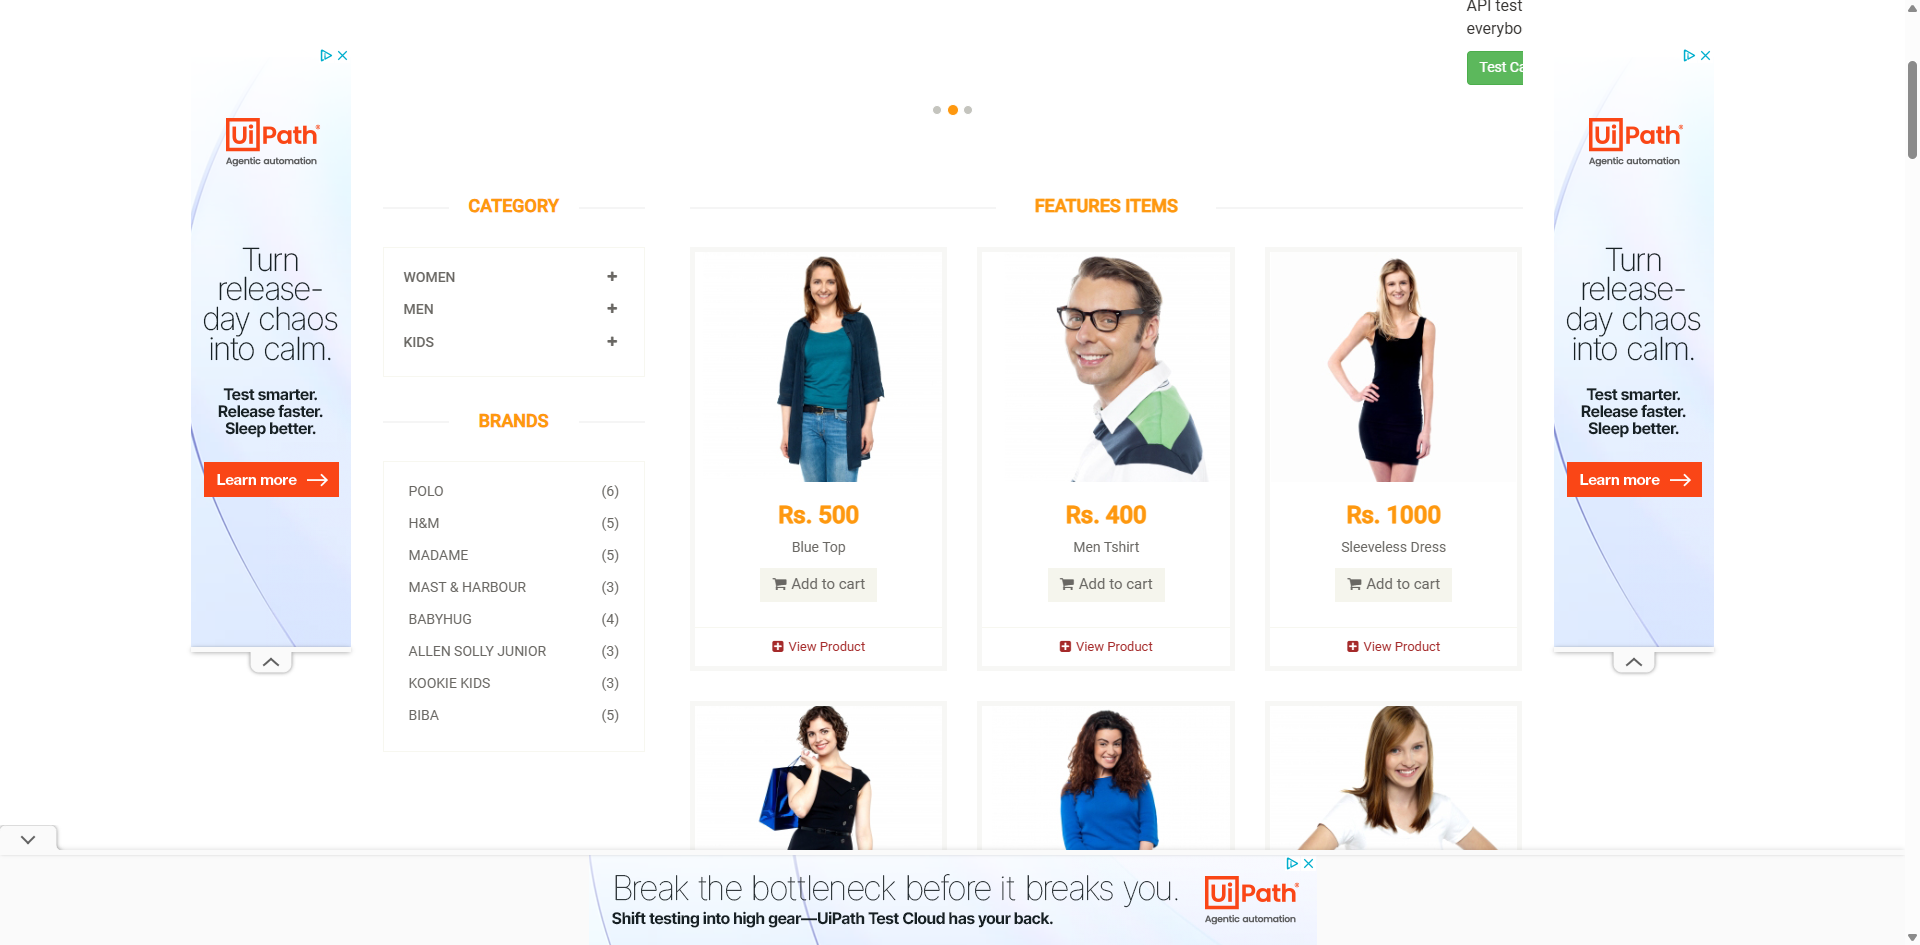 API test
everybo
Test Ca
UiPath
Agentic automation
Turn
release-
day chaos
into calm.
Test smarter.
Release faster.
Sleep better.
Learn more
CATEGORY
WOMEN
MEN
KIDS
BRANDS
POLO (6)
H&M (5)
MADAME (5)
MAST & HARBOUR (3)
BABYHUG (4)
ALLEN SOLLY JUNIOR (3)
KOOKIE KIDS (3)
BIBA (5)
FEATURES ITEMS
Rs. 500
Blue Top
Add to cart
View Product
Rs. 400
Men Tshirt
Add to cart
View Product
Rs. 1000
Sleeveless Dress
Add to cart
View Product
UiPath
Agentic automation
Turn
release-
day chaos
into calm.
Test smarter.
Release faster.
Sleep better.
Learn more
Break the bottleneck before it breaks you.
Shift testing into high gear—UiPath Test Cloud has your back.
UiPath
Agentic automation